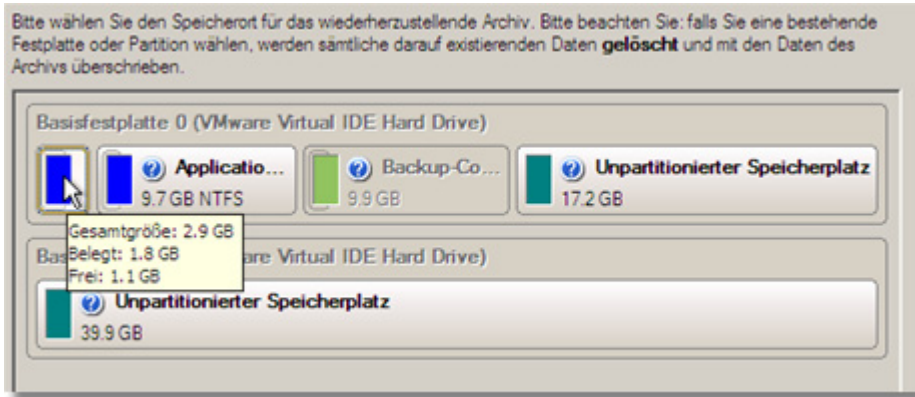 Bitte wählen Sie den Speicherort für das wiederherzustellende Archiv. Bitte beachten Sie: falls Sie eine bestehende
Festplatte oder Partition wählen, werden sämtliche darauf existierenden Daten gelöscht und mit den Daten des
Archivs überschrieben.
Basisfestplatte 0 (VMware Virtual IDE Hard Drive)
Applicatio...
9.7 GB NTFS
Backup-Co...
9.9 GB
Unpartitionierter Speicherplatz
17.2 GB
Gesamtgröße: 2.9 GB
Belegt: 1.8 GB
Frei: 1.1 GB
Bas
are Virtual IDE Hard Drive)
Unpartitionierter Speicherplatz
39.9 GB